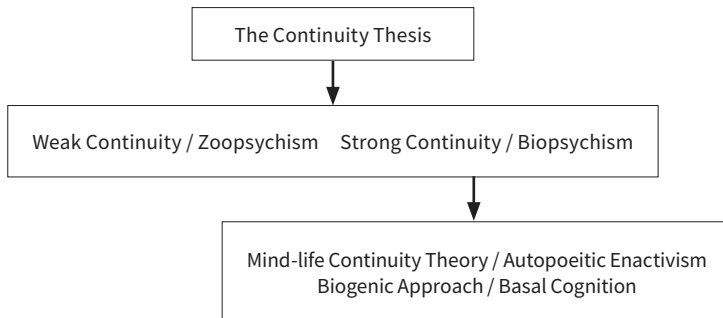 The Continuity Thesis
Weak Continuity / Zoopsychism Strong Continuity / Biopsychism
Mind-life Continuity Theory / Autopoeitic Enactivism
Biogenic Approach / Basal Cognition